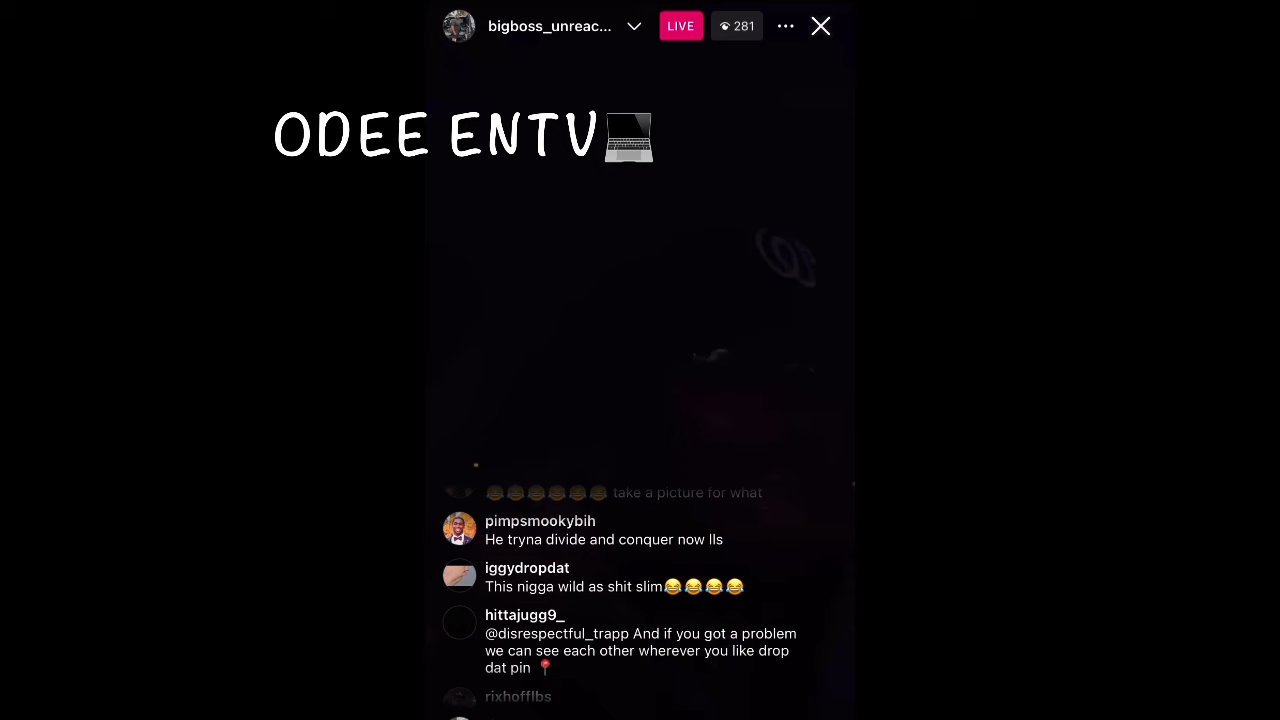 bigboss_unreac...
LIVE
281
ODEE ENTV💻
😂😂😂😂😂😂 take a picture for what
pimpsmookybih
He tryna divide and conquer now lls
iggydropdat
This nigga wild as shit slim😂😂😂😂
hittajugg9_
@disrespectful_trapp And if you got a problem
we can see each other wherever you like drop
dat pin 📍
rixhofflbs